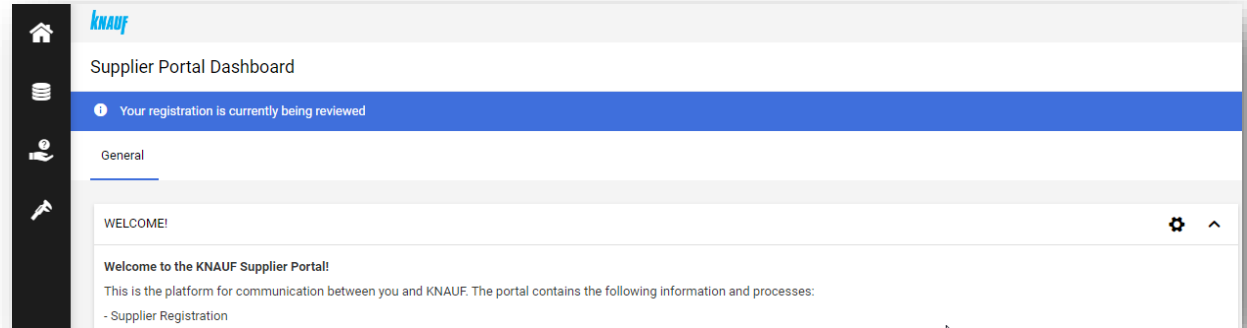 KNAUF
Supplier Portal Dashboard
Your registration is currently being reviewed
General
WELCOME!
Welcome to the KNAUF Supplier Portal!
This is the platform for communication between you and KNAUF. The portal contains the following information and processes:
- Supplier Registration